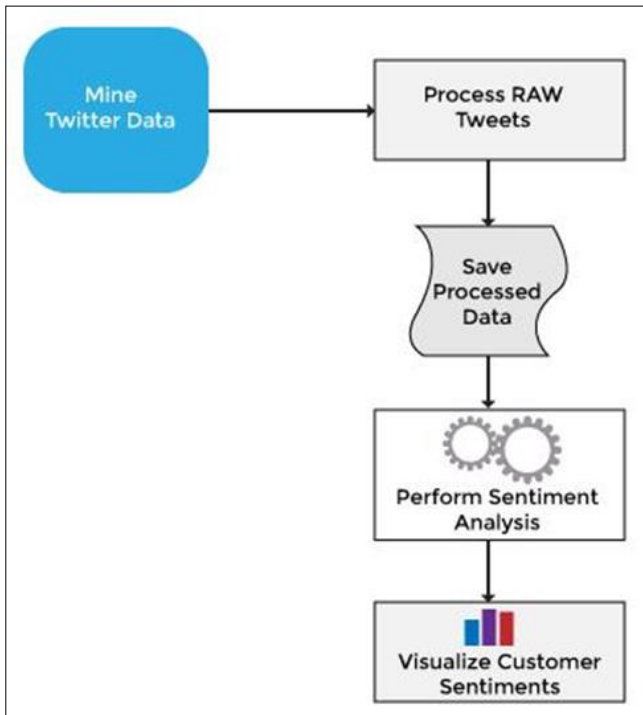 Mine
Twitter Data
Process RAW
Tweets
Save
Processed
Data
Perform Sentiment
Analysis
Visualize Customer
Sentiments